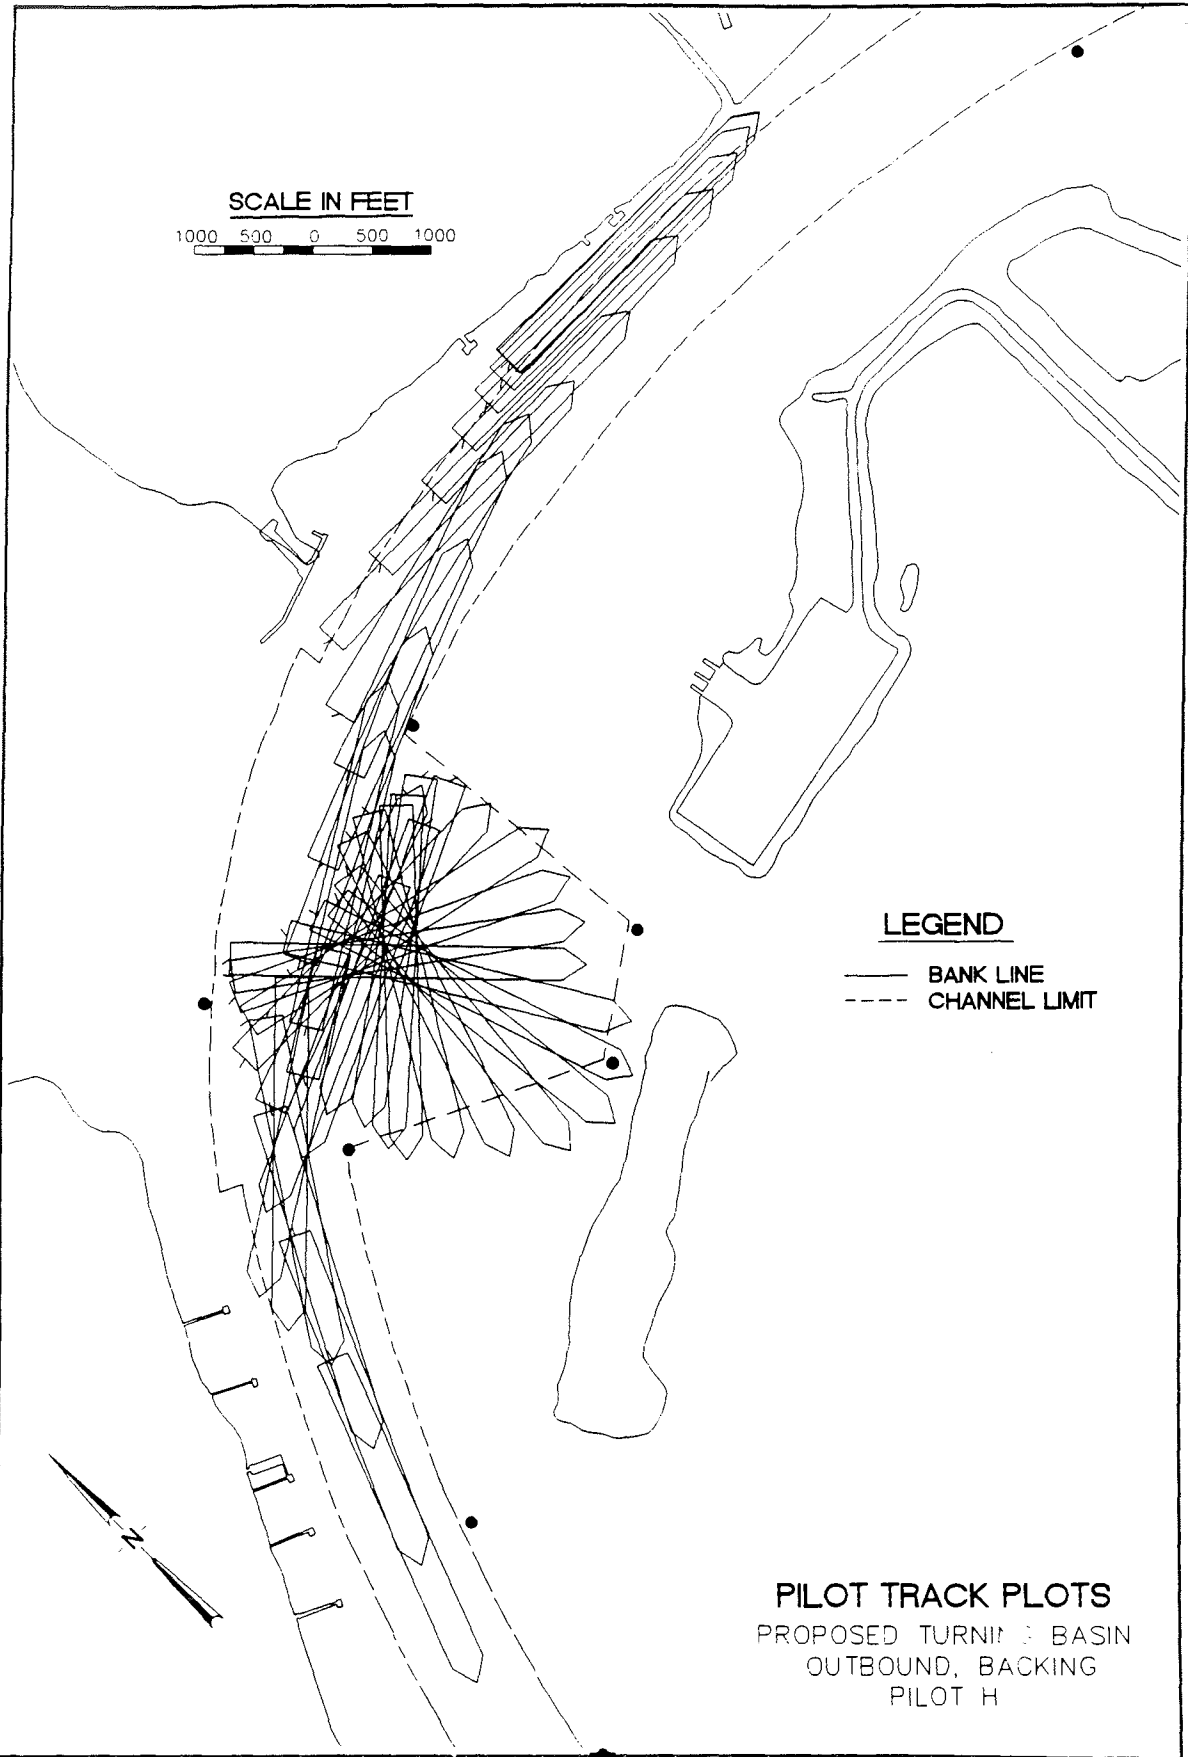 SCALE IN FEET
1000 500 0 500 1000
LEGEND
BANK LINE
CHANNEL LIMIT
N
PILOT TRACK PLOTS
PROPOSED BASIN
OUTBOUND, BACKING
PILOT H